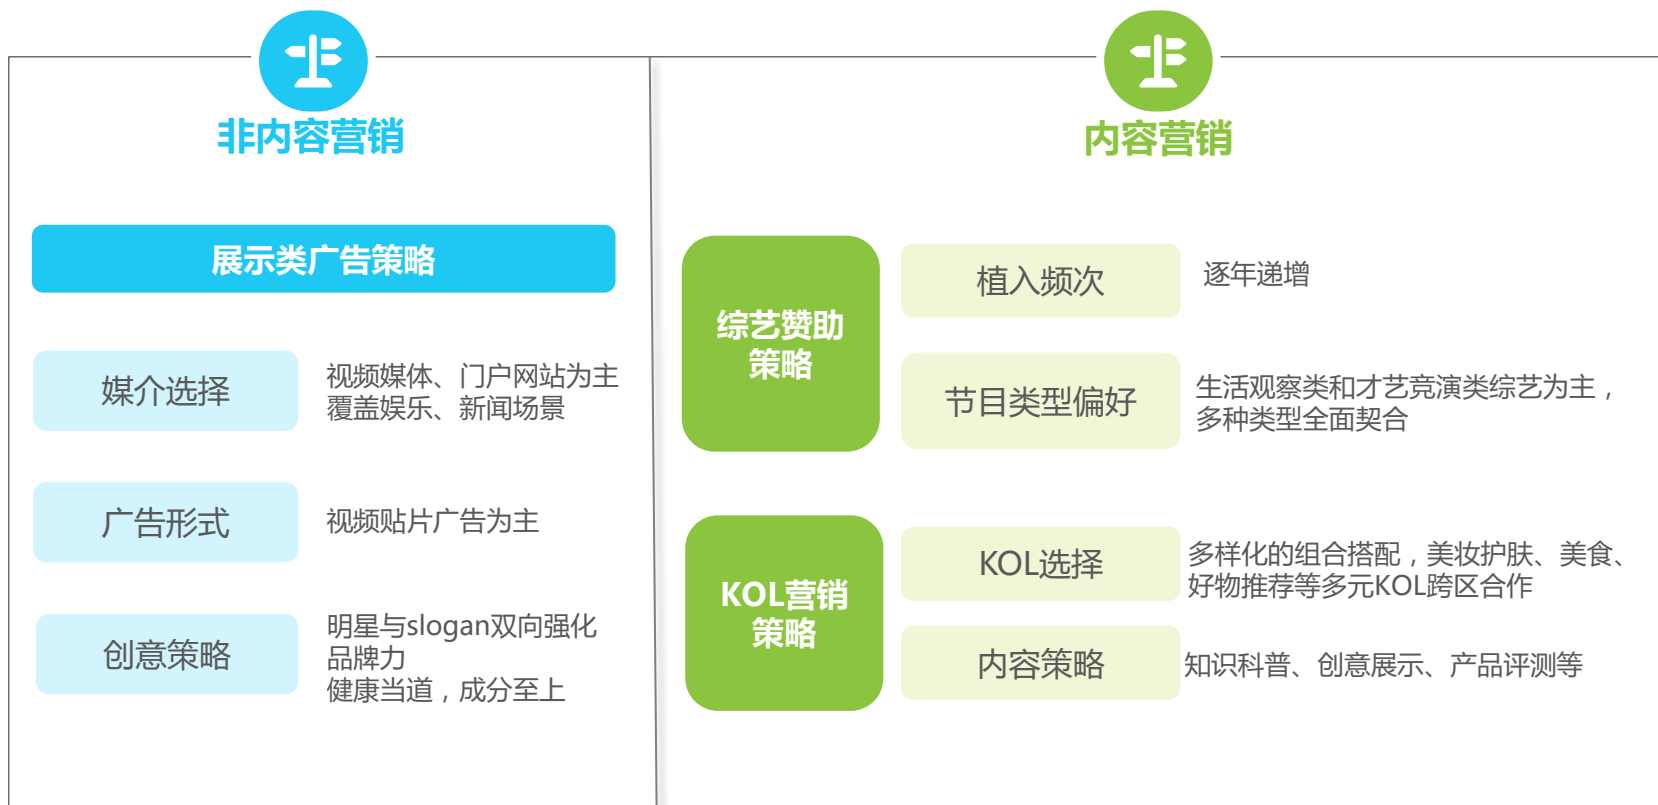 非内容营销
展示类广告策略
媒介选择
视频媒体、门户网站为主
覆盖娱乐、新闻场景
广告形式
视频贴片广告为主
创意策略
明星与slogan双向强化
品牌力
健康当道，成分至上
内容营销
综艺赞助
策略
植入频次
逐年递增
节目类型偏好
生活观察类和才艺竞演类综艺为主，
多种类型全面契合
KOL营销
策略
KOL选择
多样化的组合搭配，美妆护肤、美食、
好物推荐等多元KOL跨区合作
内容策略
知识科普、创意展示、产品评测等